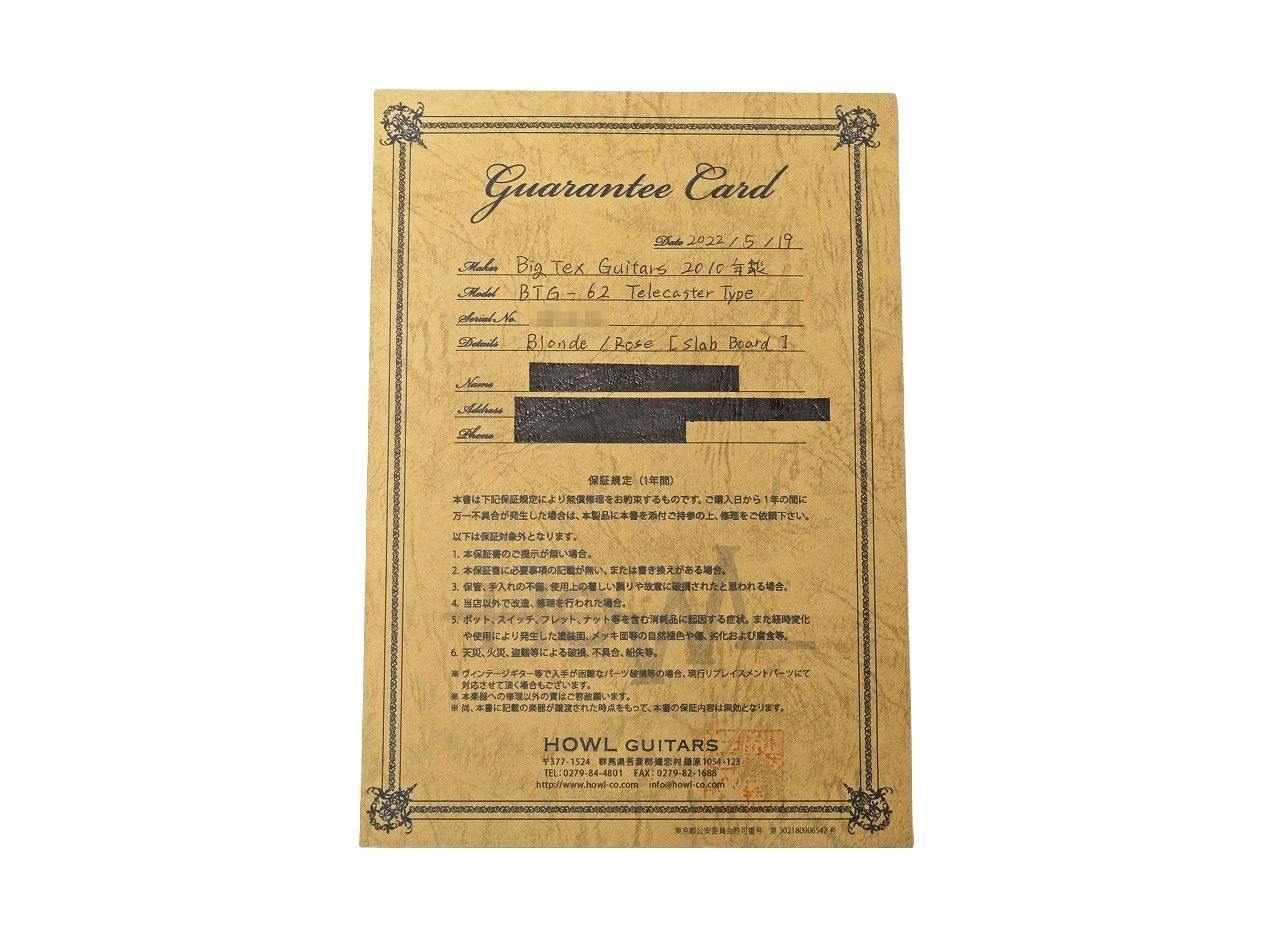 Guarantee Card
Date 2022/5/19
Maker Big Tex Guitars 2010年製
Model BTG-62 Telecaster Type
Serial No.
Details Blonde / Rose [Slab Board]
Name
Address
Phone
保証規定（1年間）
本書は下記保証規定により無償修理をお約束するものです。ご購入日から1年の間に
万一不具合が発生した場合は、本製品に本書を添付ご持参の上、修理をご依頼下さい。
以下は保証対象外となります。
1. 本保証書のご提示が無い場合。
2. 本保証書に必要事項の記載が無い、または書き換えがある場合。
3. 保管、手入れの不備、使用上の著しい誤りや故意に破損されたと思われる場合。
4. 当店以外で改造、修理を行われた場合。
5. ポット、スイッチ、フレット、ナット等を含む消耗品に起因する症状。また経時変化
や使用により発生した塗装面、メッキ面等の自然褪色や傷、劣化および腐食等。
6. 天災、火災、盗難等による破損、不具合、紛失等。
※ ヴィンテージギター等で入手が困難なパーツ破損等の場合、現行リプレイスメントパーツにて
対応させて頂く場合もございます。
※ 本楽器への修理以外の責はご容赦願います。
※ 尚、本書に記載の楽器が譲渡された時点をもって、本書の保証内容は無効となります。
HOWL GUITARS
〒377-1524 群馬県吾妻郡嬬恋村鎌原1054-123
TEL：0279-84-4801 FAX：0279-82-1688
http://www.howl-co.com info@howl-co.com
東京都公安委員会許可番号 第302180906542号